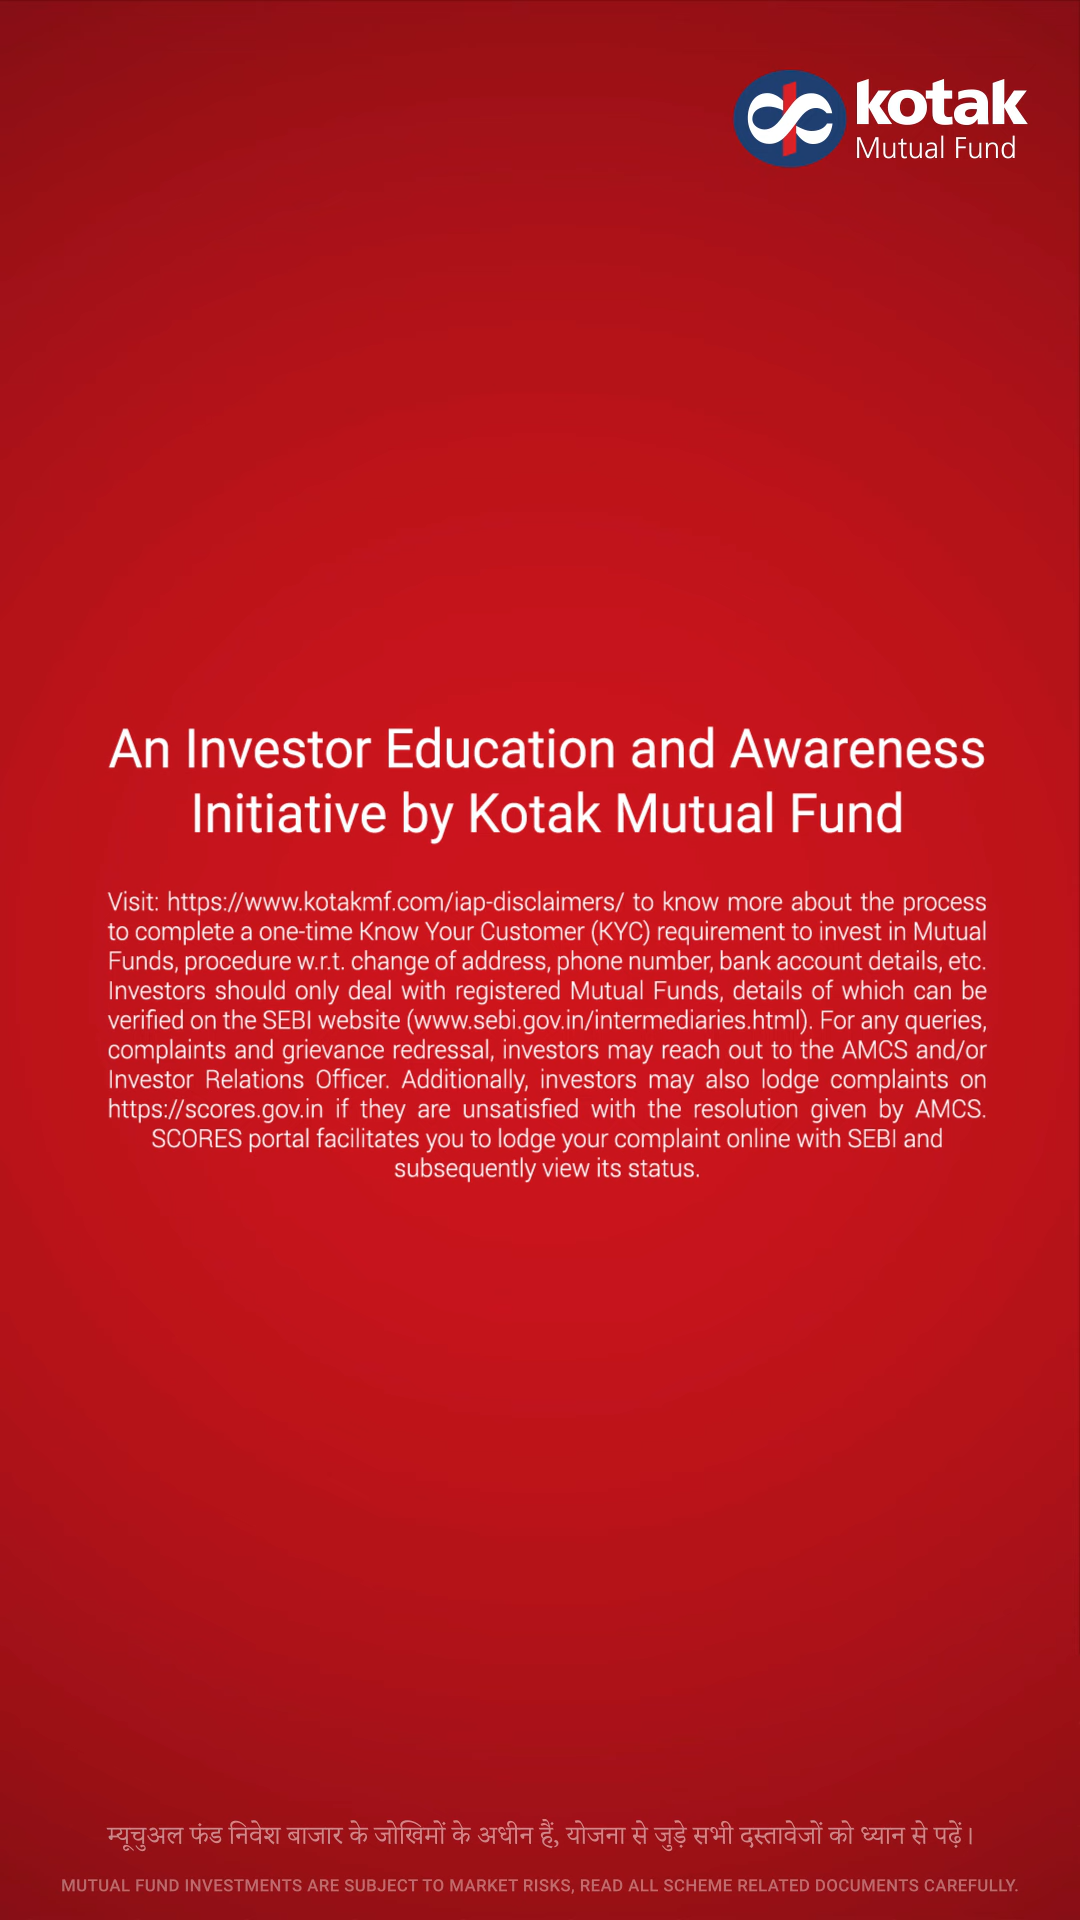 kotak
Mutual Fund
An Investor Education and Awareness
Initiative by Kotak Mutual Fund
Visit: https://www.kotakmf.com/iap-disclaimers/ to know more about the process
to complete a one-time Know Your Customer (KYC) requirement to invest in Mutual
Funds, procedure w.r.t. change of address, phone number, bank account details, etc.
Investors should only deal with registered Mutual Funds, details of which can be
verified on the SEBI website (www.sebi.gov.in/intermediaries.html). For any queries,
complaints and grievance redressal, investors may reach out to the AMCS and/or
Investor Relations Officer. Additionally, investors may also lodge complaints on
https://scores.gov.in if they are unsatisfied with the resolution given by AMCS.
SCORES portal facilitates you to lodge your complaint online with SEBI and
subsequently view its status.
म्यूचुअल फंड निवेश बाजार के जोखिमों के अधीन हैं, योजना से जुड़े सभी दस्तावेजों को ध्यान से पढ़ें।
MUTUAL FUND INVESTMENTS ARE SUBJECT TO MARKET RISKS, READ ALL SCHEME RELATED DOCUMENTS CAREFULLY.